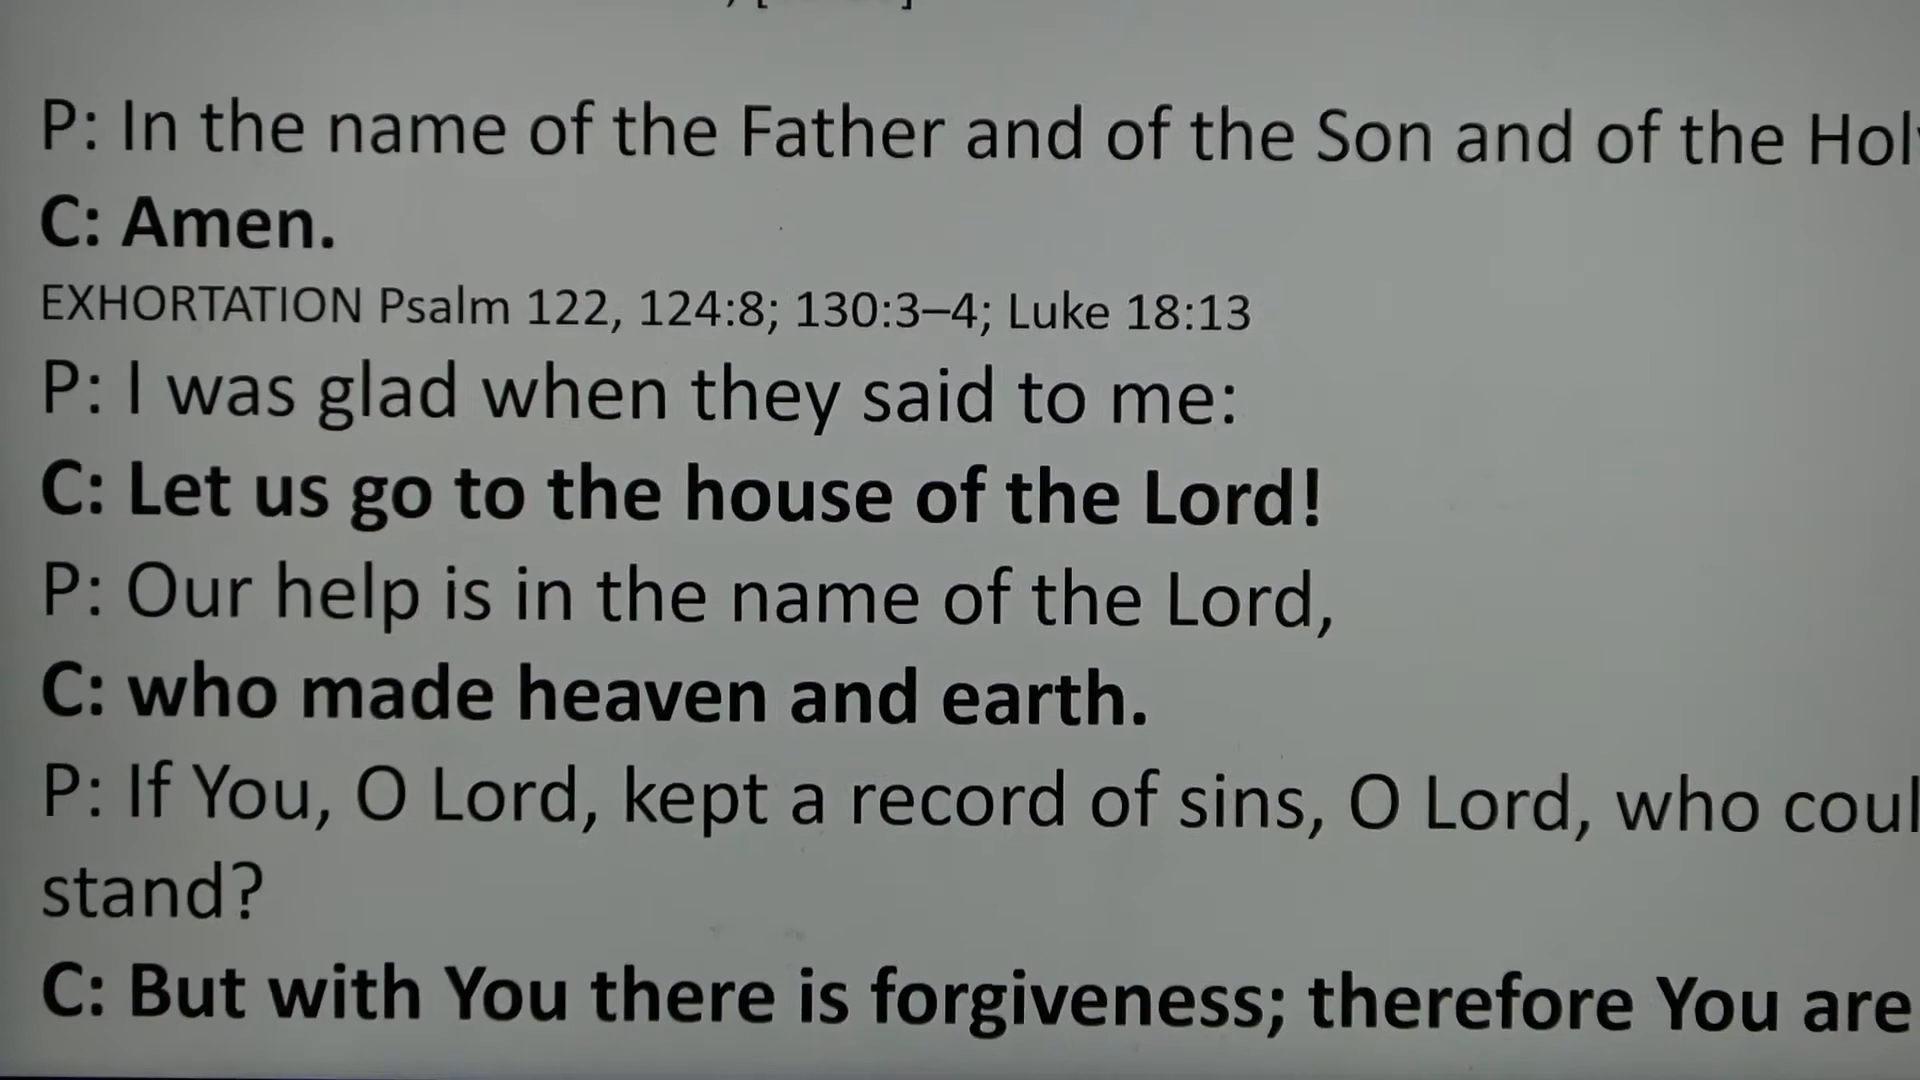 P: In the name of the Father and of the Son and of the
C: Amen.
EXHORTATION Psalm 122, 124:8; 130:3–4; Luke 18:13
P: I was glad when they said to me:
C: Let us go to the house of the Lord!
P: Our help is in the name of the Lord,
C: who made heaven and earth.
P: If You, O Lord, kept a record of sins, O Lord, who
stand?
C: But with You there is forgiveness; therefore You are